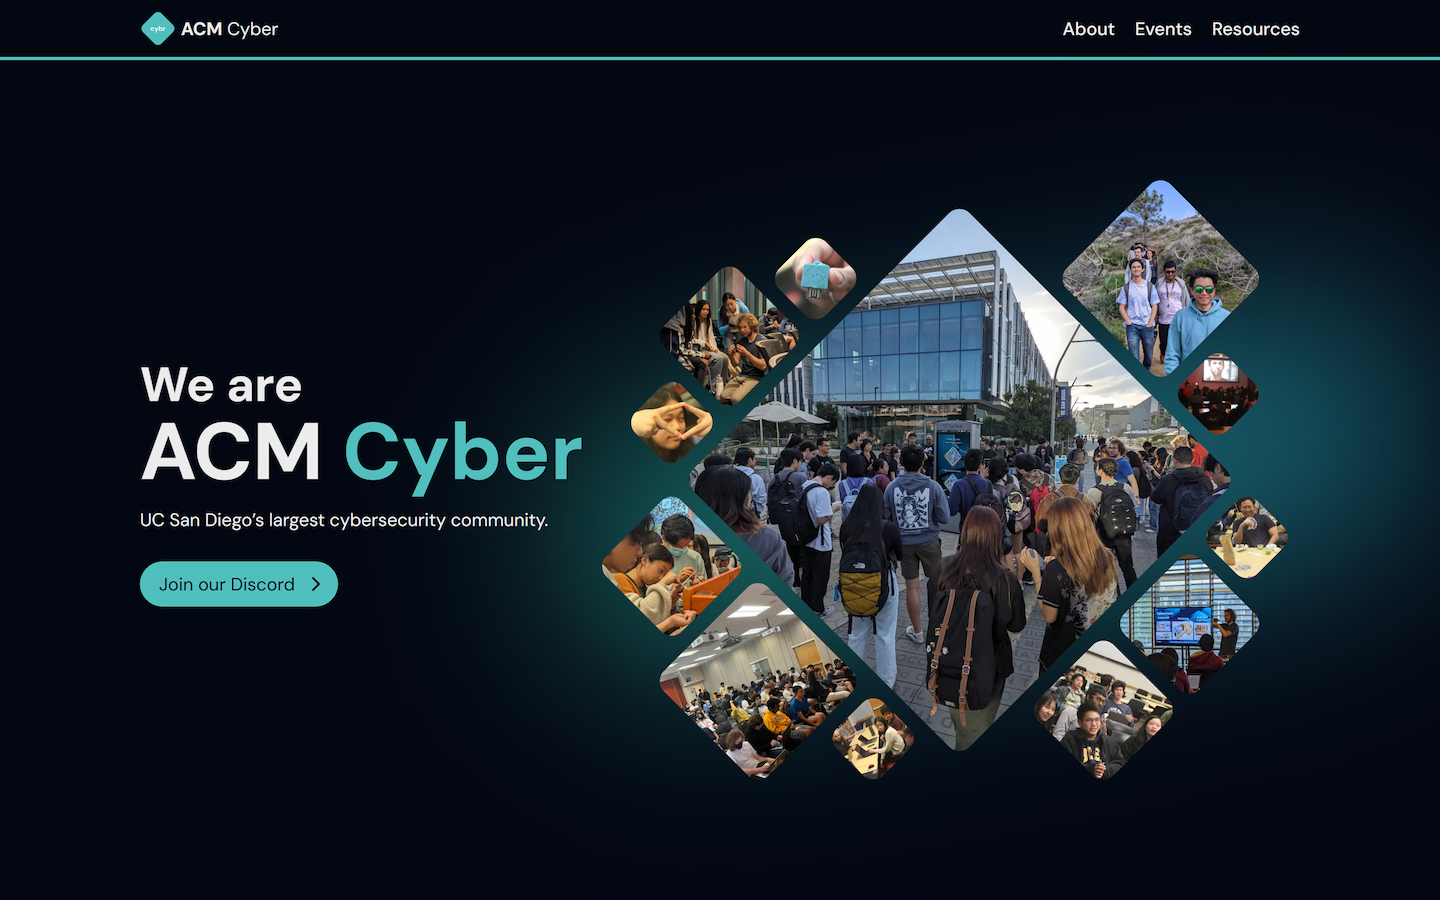 cybr
ACM Cyber
About Events Resources
We are
ACM Cyber
UC San Diego’s largest cybersecurity community.
Join our Discord